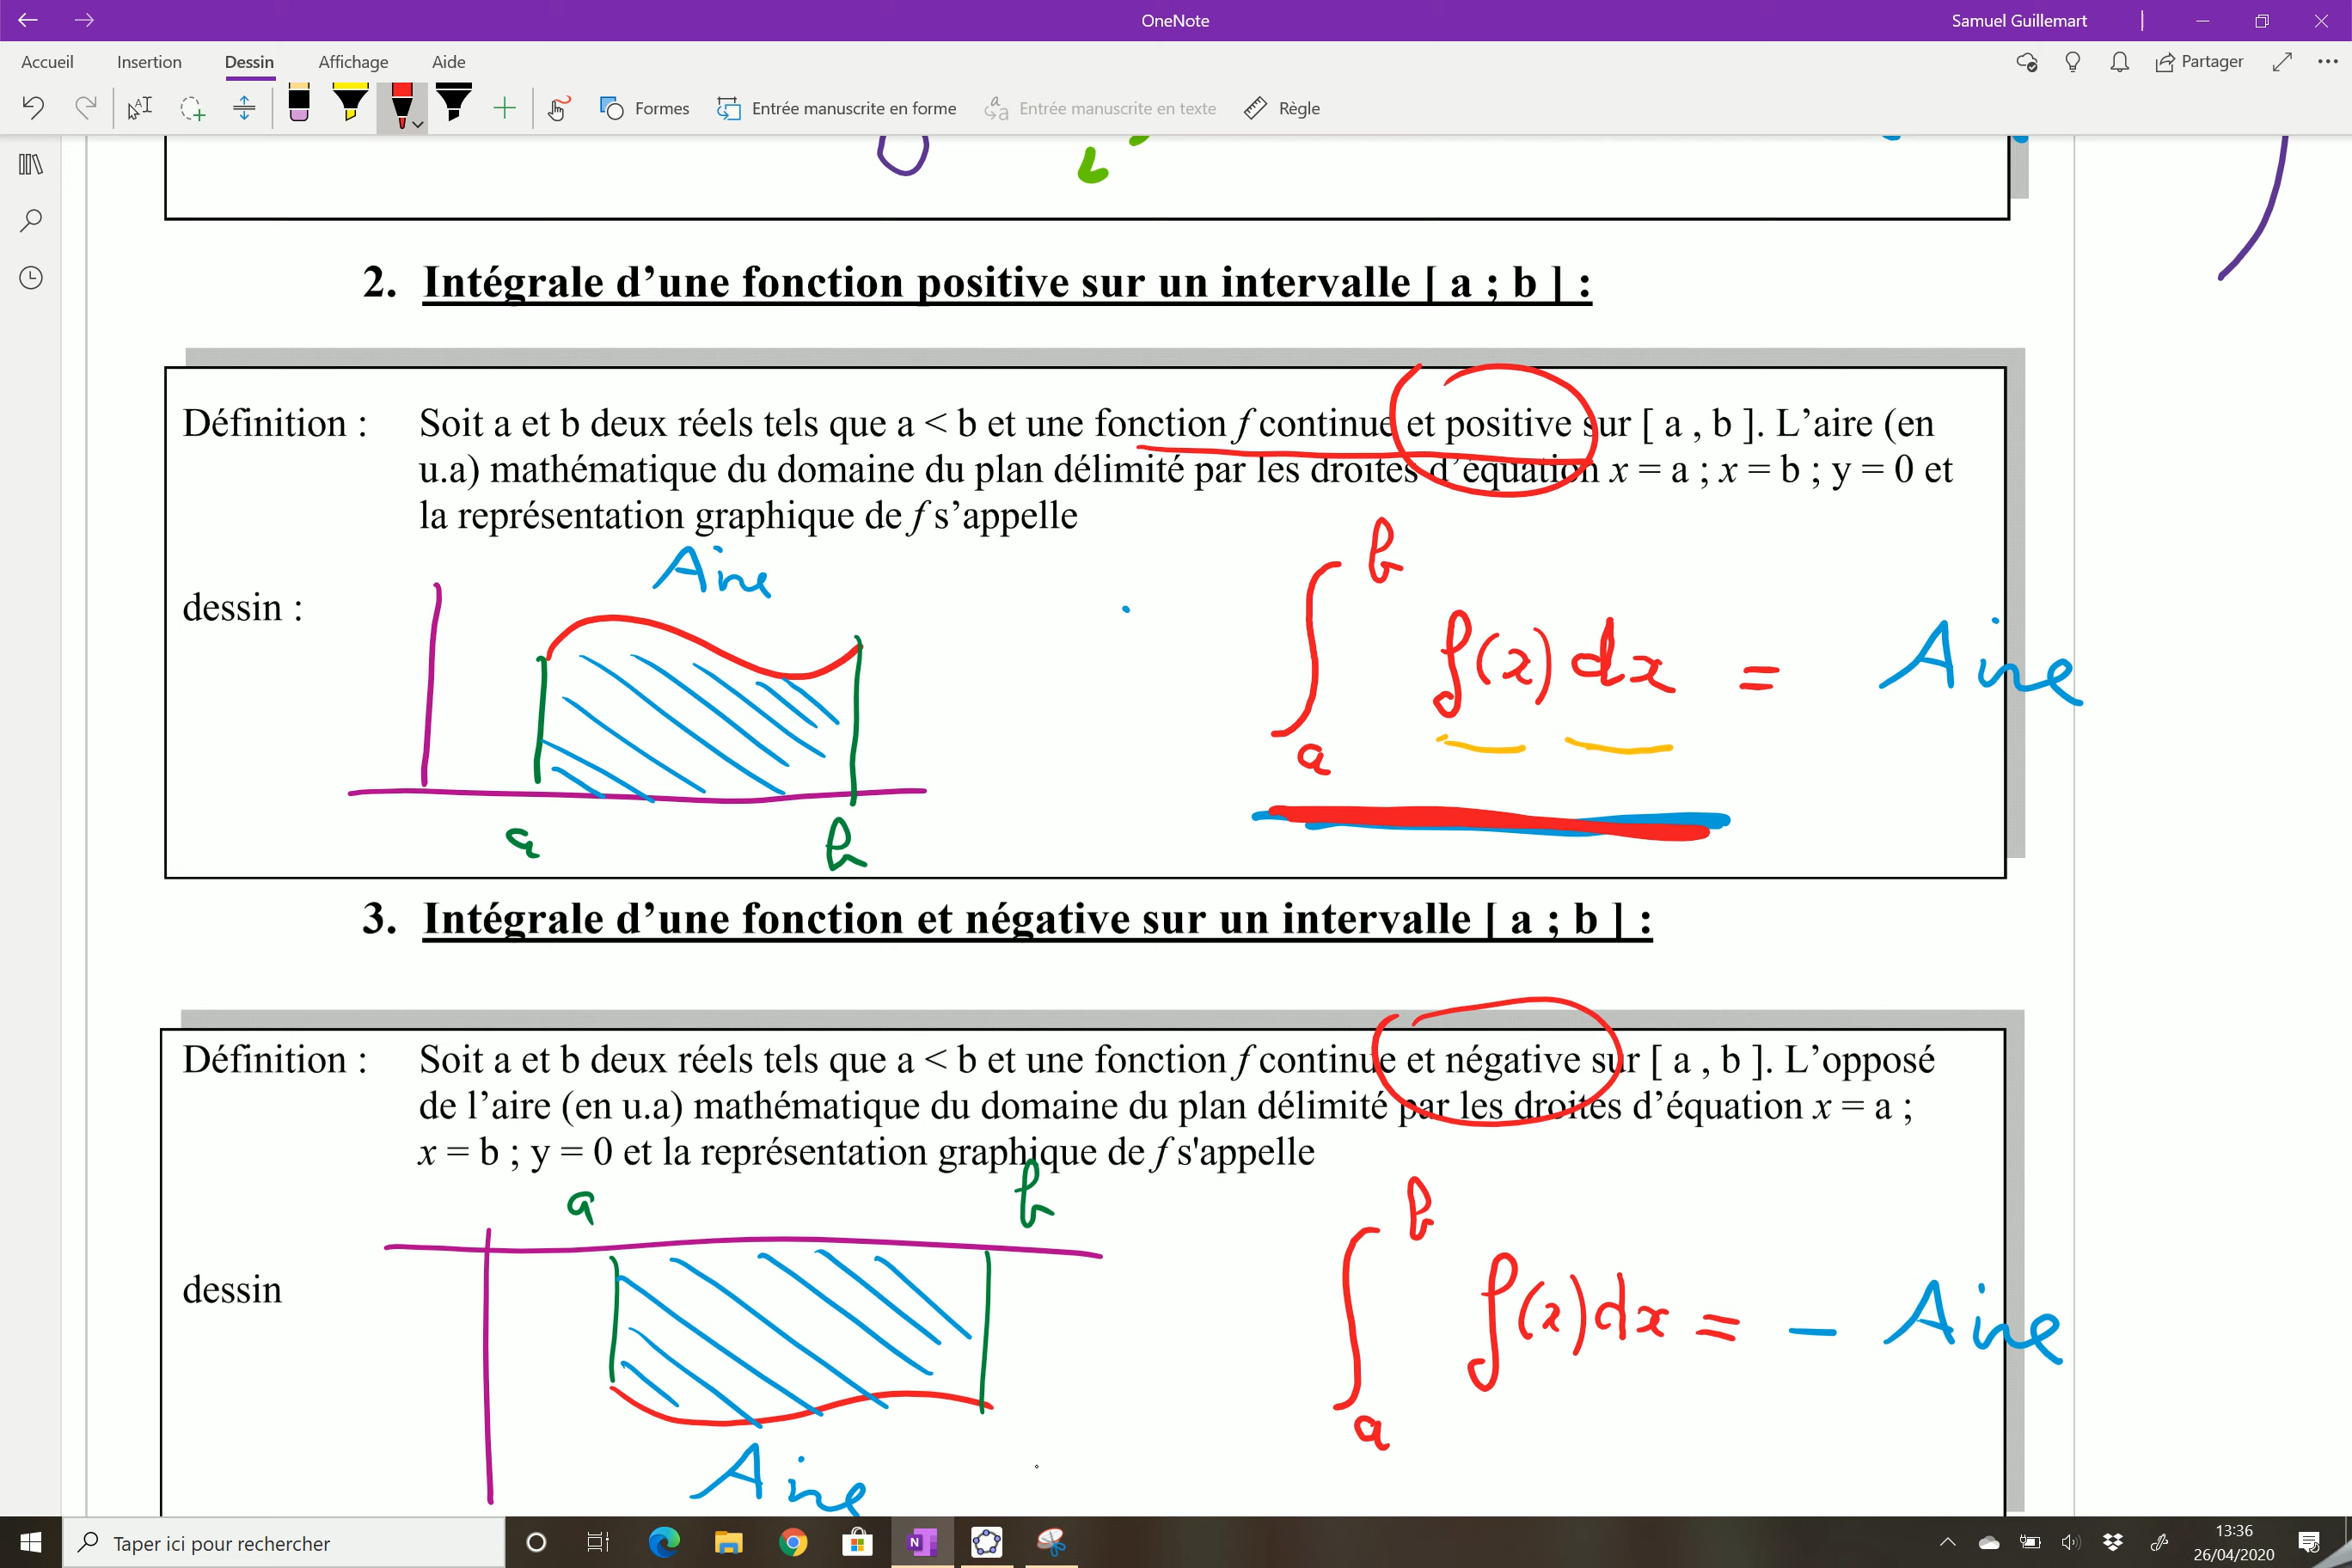 OneNote
Samuel Guillemart
Accueil Insertion Dessin Affichage Aide
Partager
Formes Entrée manuscrite en forme Entrée manuscrite en texte Règle
2. Intégrale d’une fonction positive sur un intervalle [ a ; b ] :
Définition : Soit a et b deux réels tels que a < b et une fonction f continue et positive sur [ a , b ]. L’aire (en
u.a) mathématique du domaine du plan délimité par les droites d’équation x = a ; x = b ; y = 0 et
la représentation graphique de f s’appelle
Aire
dessin :
∫ₐᵇ f(x) dx = Aire
a b
3. Intégrale d’une fonction et négative sur un intervalle [ a ; b ] :
Définition : Soit a et b deux réels tels que a < b et une fonction f continue et négative sur [ a , b ]. L’opposé
de l’aire (en u.a) mathématique du domaine du plan délimité par les droites d’équation x = a ;
x = b ; y = 0 et la représentation graphique de f s'appelle
a b
dessin
∫ₐᵇ f(x)dx = - Aire
Aire
Taper ici pour rechercher
13:36
26/04/2020